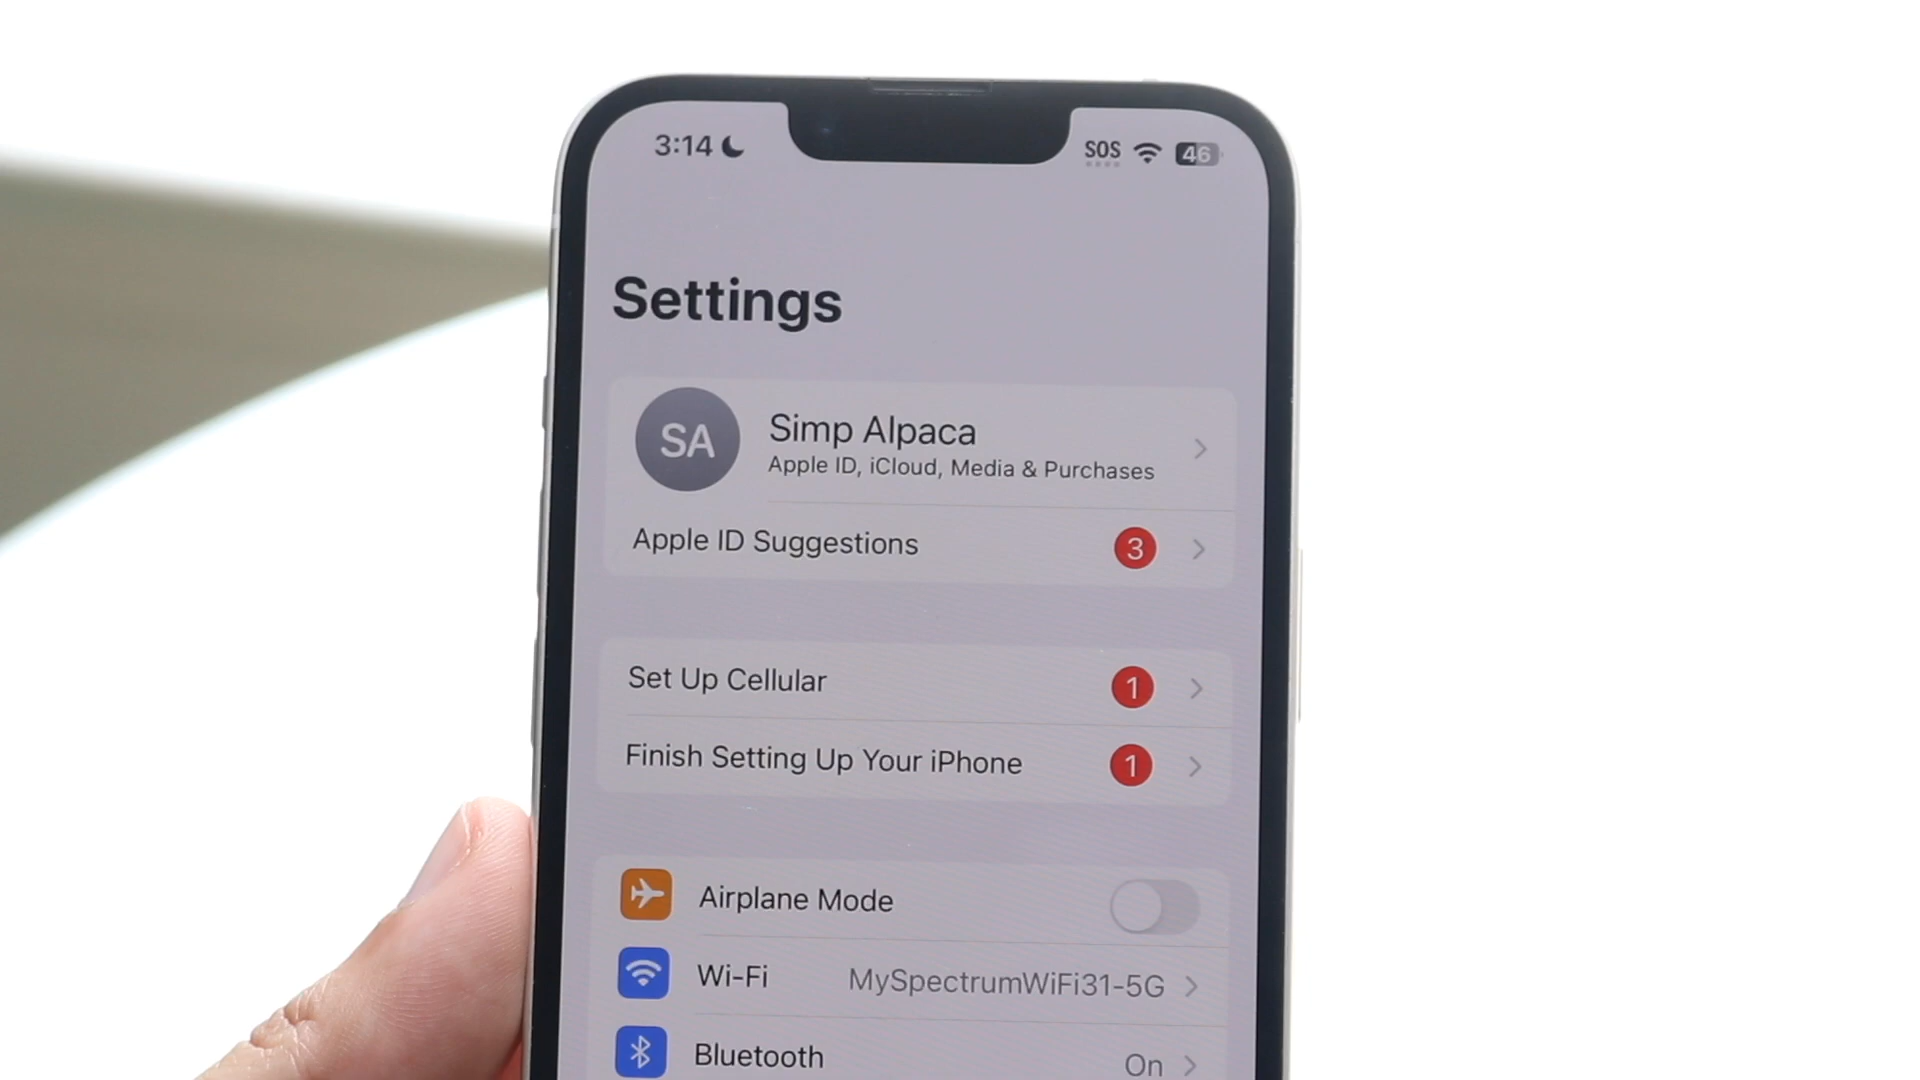 3:14
SOS 46
Settings
SA
Simp Alpaca
Apple ID, iCloud, Media & Purchases
Apple ID Suggestions 3
Set Up Cellular 1
Finish Setting Up Your iPhone 1
Airplane Mode
Wi-Fi MySpectrumWiFi31-5G
Bluetooth On